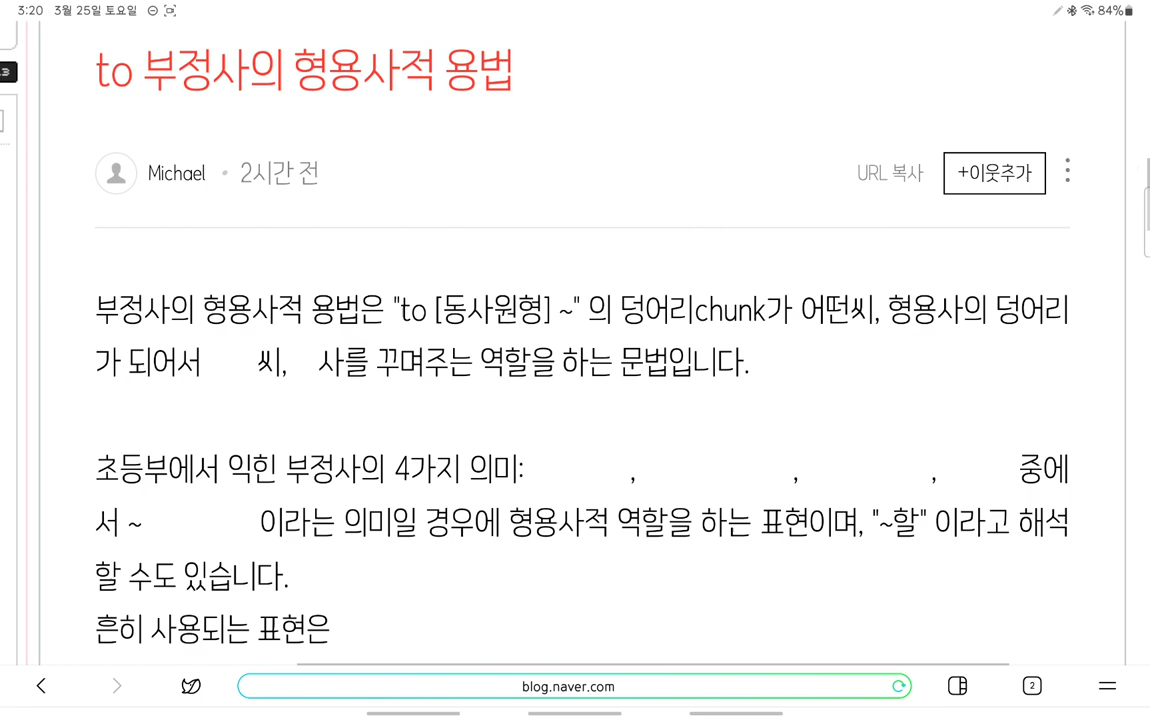 3:20 3월 25일 토요일 84%
to 부정사의 형용사적 용법
Michael • 2시간 전 URL 복사 +이웃추가
부정사의 형용사적 용법은 "to [동사원형] ~" 의 덩어리chunk가 어떤씨, 형용사의 덩어리
가 되어서 씨, 사를 꾸며주는 역할을 하는 문법입니다.
초등부에서 익힌 부정사의 4가지 의미: , , , 중에
서 ~ 이라는 의미일 경우에 형용사적 역할을 하는 표현이며, "~할" 이라고 해석
할 수도 있습니다.
흔히 사용되는 표현은
blog.naver.com 2